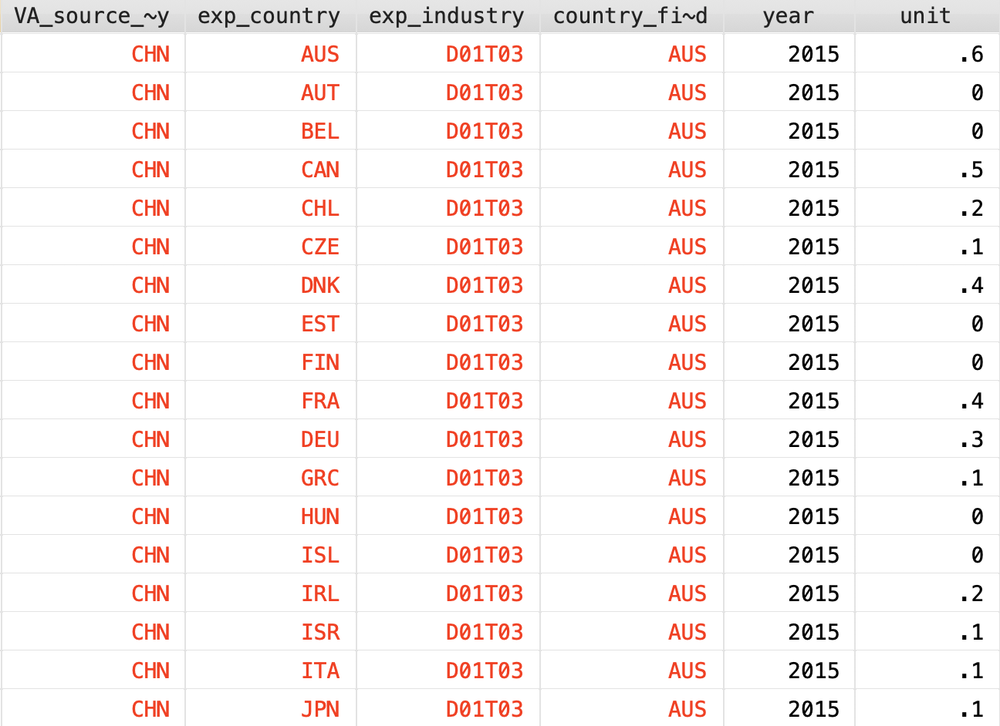 VA_source_~y exp_country exp_industry country_fi~d year unit
CHN AUS D01T03 AUS 2015 .6
CHN AUT D01T03 AUS 2015 0
CHN BEL D01T03 AUS 2015 0
CHN CAN D01T03 AUS 2015 .5
CHN CHL D01T03 AUS 2015 .2
CHN CZE D01T03 AUS 2015 .1
CHN DNK D01T03 AUS 2015 .4
CHN EST D01T03 AUS 2015 0
CHN FIN D01T03 AUS 2015 0
CHN FRA D01T03 AUS 2015 .4
CHN DEU D01T03 AUS 2015 .3
CHN GRC D01T03 AUS 2015 .1
CHN HUN D01T03 AUS 2015 0
CHN ISL D01T03 AUS 2015 0
CHN IRL D01T03 AUS 2015 .2
CHN ISR D01T03 AUS 2015 .1
CHN ITA D01T03 AUS 2015 .1
CHN JPN D01T03 AUS 2015 .1